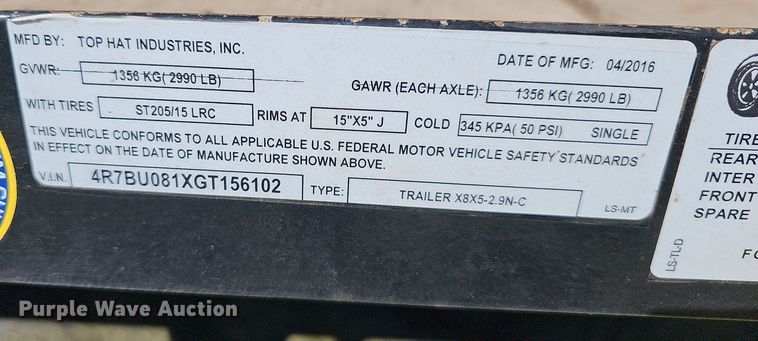 MFD BY: TOP HAT INDUSTRIES, INC. DATE OF MFG: 04/2016
GVWR: 1356 KG( 2990 LB) GAWR (EACH AXLE): 1356 KG( 2990 LB)
WITH TIRES ST205/15 LRC RIMS AT 15"X5" J COLD 345 KPA( 50 PSI) SINGLE
THIS VEHICLE CONFORMS TO ALL APPLICABLE U.S. FEDERAL MOTOR VEHICLE SAFETY STANDARDS
IN EFFECT ON THE DATE OF MANUFACTURE SHOWN ABOVE.
V.I.N. 4R7BU081XGT156102 TYPE: TRAILER X8X5-2.9N-C LS-MT
TIRE
REAR
INTER
FRONT
SPARE
LS-TL-D
Purple Wave Auction